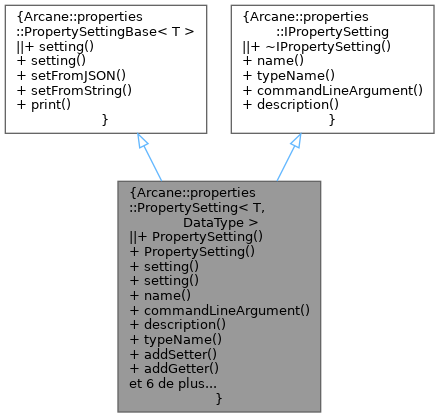 {Arcane::properties
::PropertySettingBase< T >
||+ setting()
+ setting()
+ setFromJSON()
+ setFromString()
+ print()
}
{Arcane::properties
::IPropertySetting
||+ ~IPropertySetting()
+ name()
+ typeName()
+ commandLineArgument()
+ description()
}
{Arcane::properties
::PropertySetting< T,
DataType >
||+ PropertySetting()
+ PropertySetting()
+ setting()
+ setting()
+ name()
+ commandLineArgument()
+ description()
+ typeName()
+ addSetter()
+ addGetter()
et 6 de plus...
}